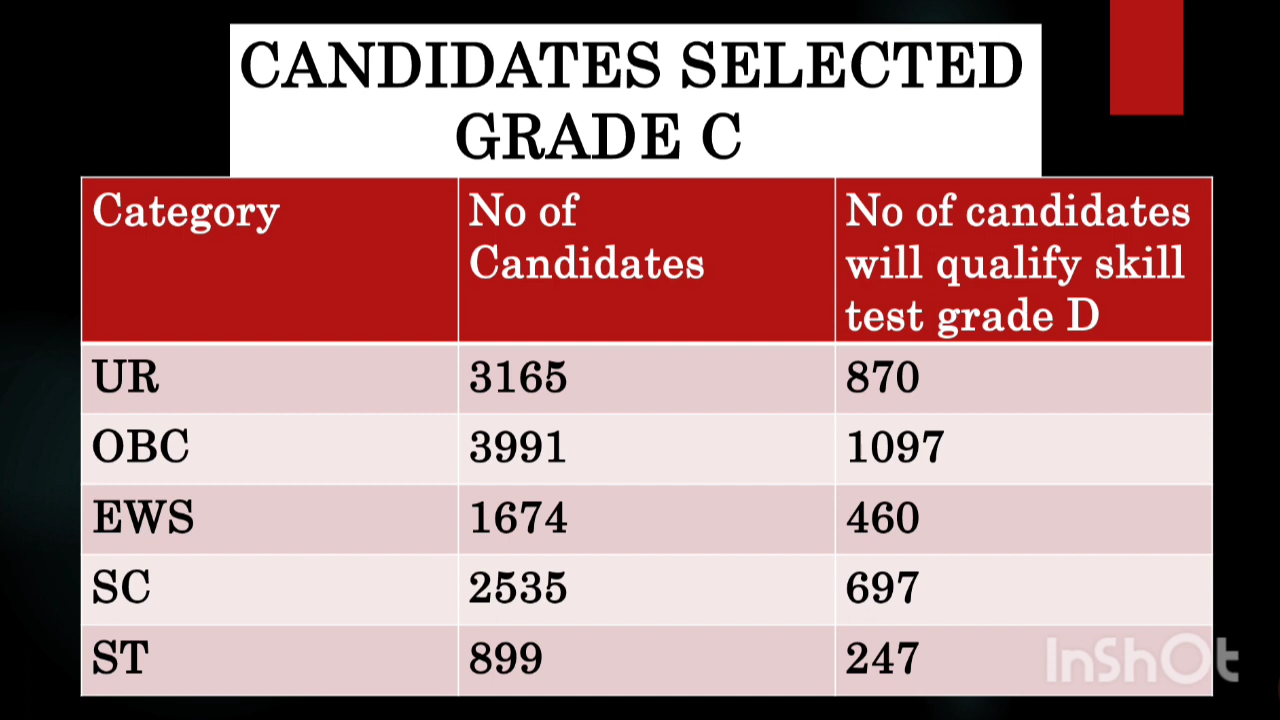 CANDIDATES SELECTED
GRADE C
Category
No of
Candidates
No of candidates
will qualify skill
test grade D
UR 3165 870
OBC 3991 1097
EWS 1674 460
SC 2535 697
ST 899 247
InShOt